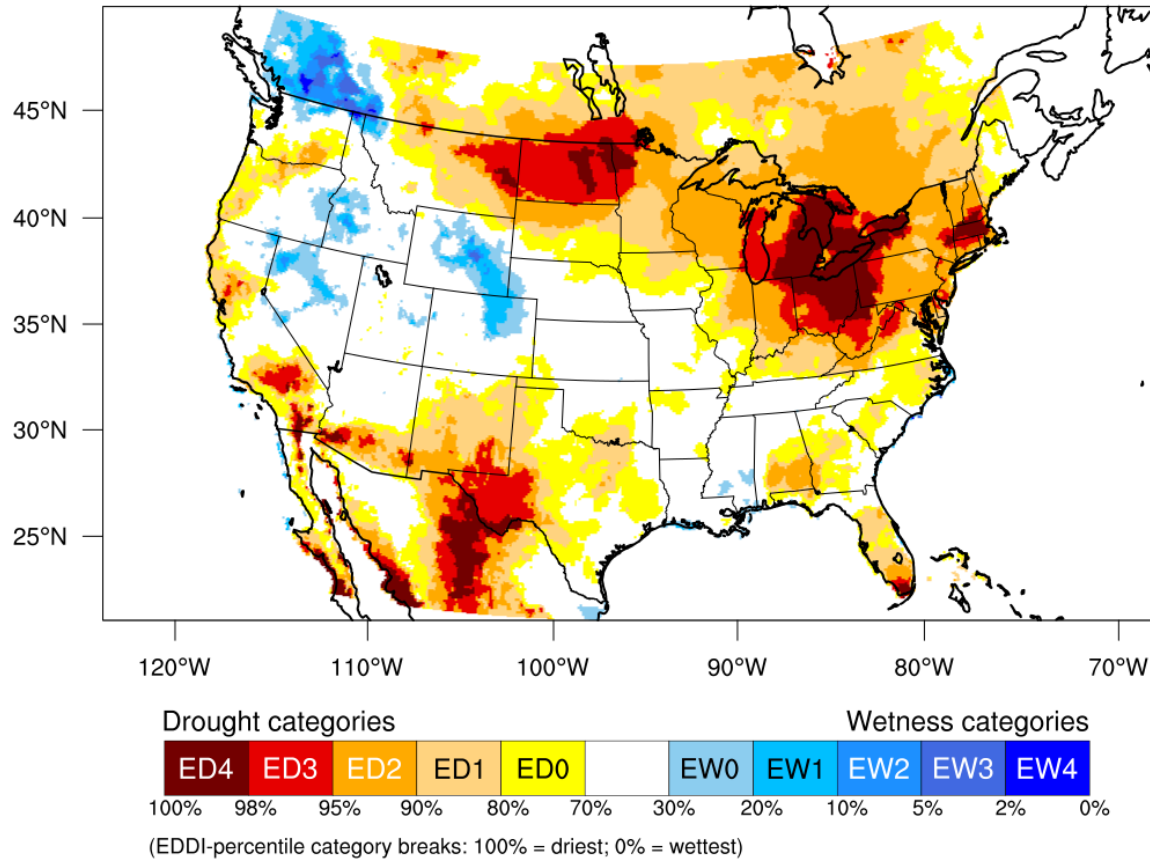 45°N
40°N
35°N
30°N
25°N
120°W 110°W 100°W 90°W 80°W 70°W
Drought categories Wetness categories
ED4 ED3 ED2 ED1 ED0 EW0 EW1 EW2 EW3 EW4
100% 98% 95% 90% 80% 70% 30% 20% 10% 5% 2% 0%
(EDDI-percentile category breaks: 100% = driest; 0% = wettest)